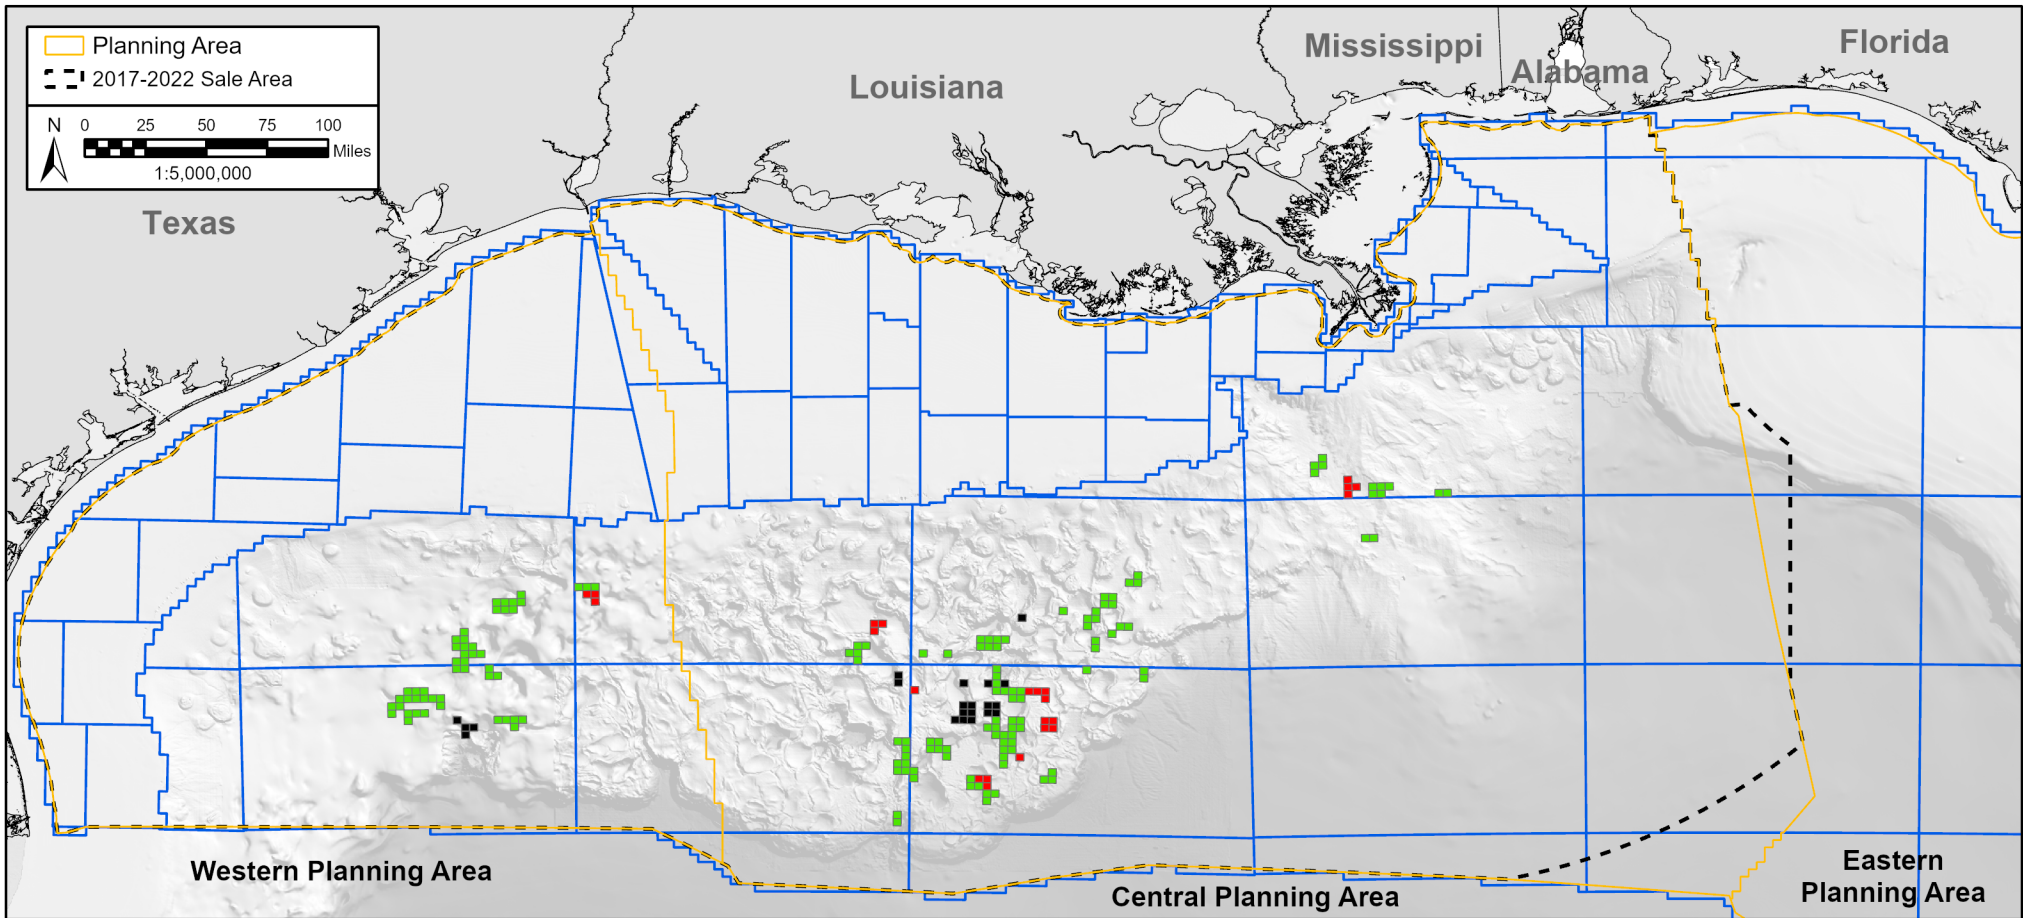 Planning Area
2017-2022 Sale Area
N
0 25 50 75 100
Miles
1:5,000,000
Texas
Louisiana
Mississippi
Alabama
Florida
Western Planning Area
Central Planning Area
Eastern
Planning Area